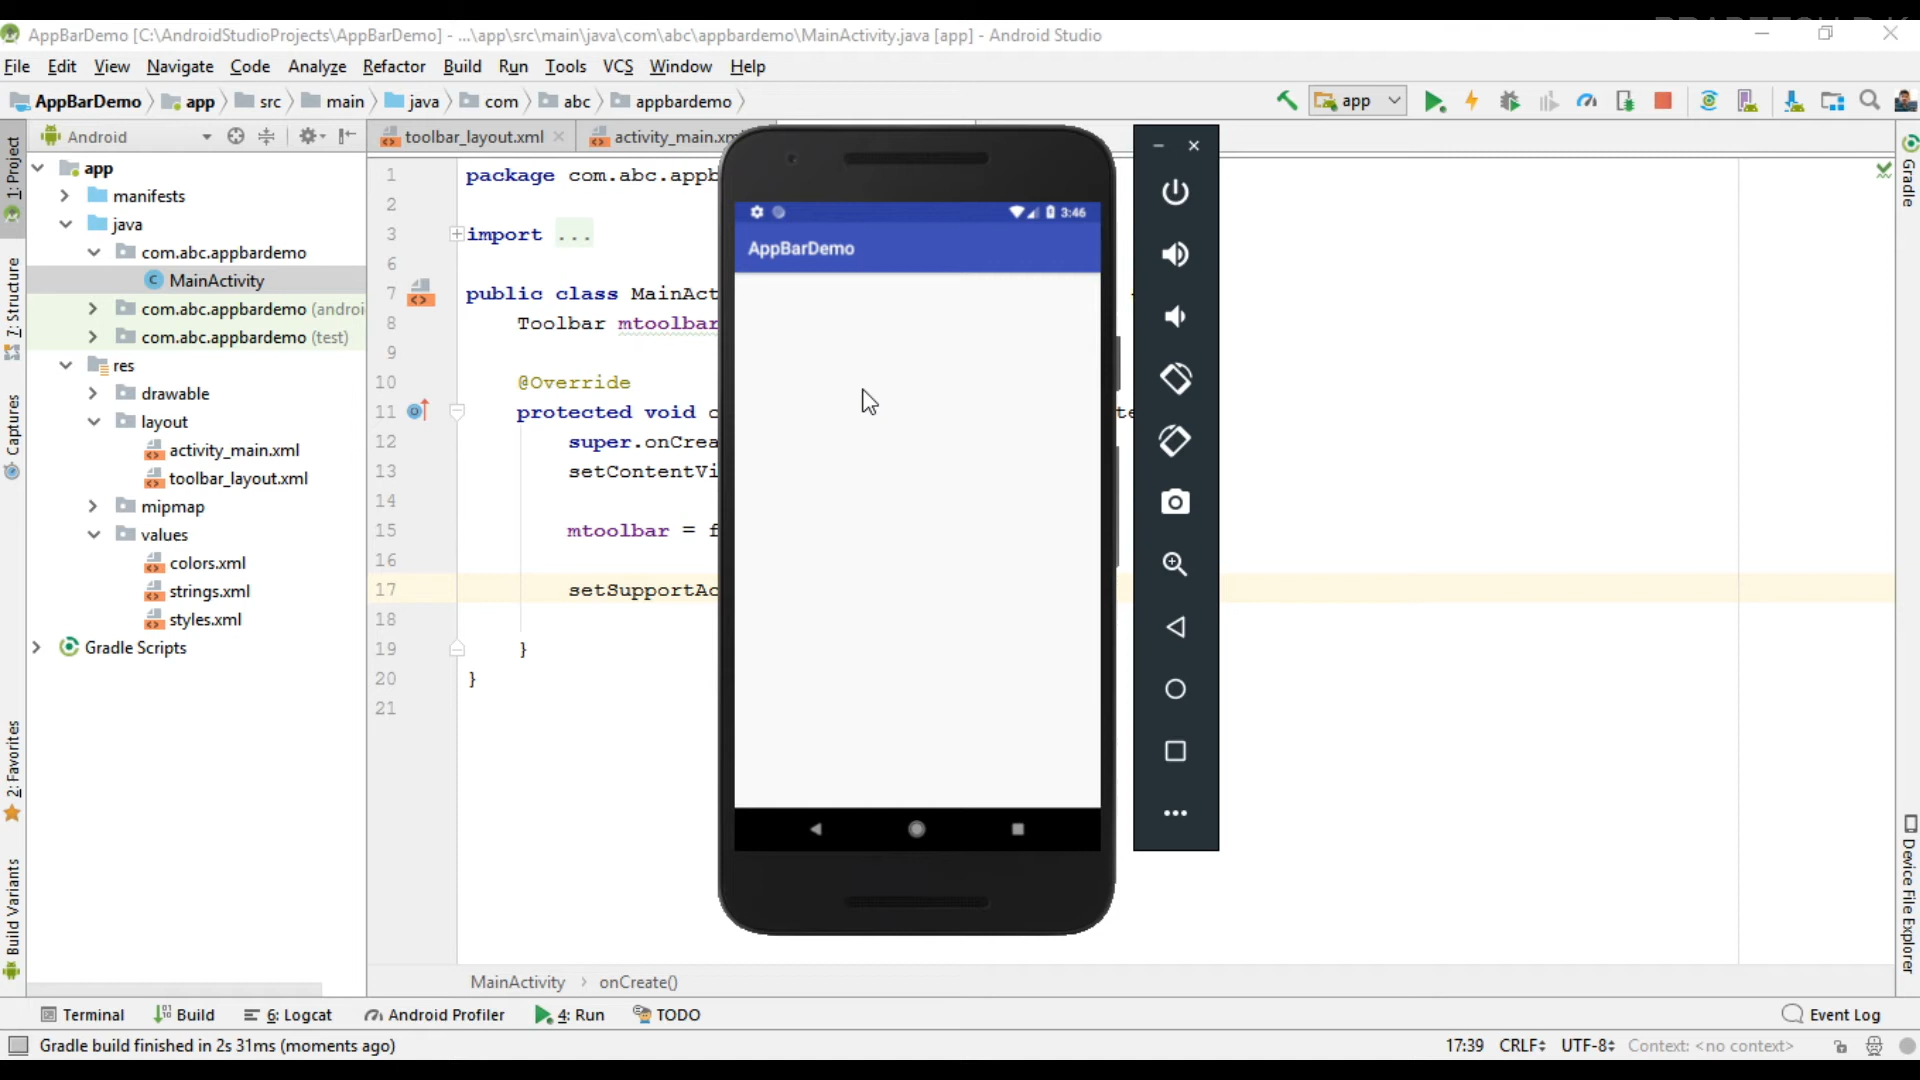 AppBarDemo [C:\AndroidStudioProjects\AppBarDemo] - ...\app\src\main\java\com\abc\appbardemo\MainActivity.java [app] - Android Studio
File Edit View Navigate Code Analyze Refactor Build Run Tools VCS Window Help
AppBarDemo app src main java com abc appbardemo
app
Android
toolbar_layout.xml
activity_main.xm
1: Project
7: Structure
Captures
2: Favorites
Build Variants
app
manifests
java
com.abc.appbardemo
MainActivity
com.abc.appbardemo (androi
com.abc.appbardemo (test)
res
drawable
layout
activity_main.xml
toolbar_layout.xml
mipmap
values
colors.xml
strings.xml
styles.xml
Gradle Scripts
1 package com.abc.appb
2
3 import ...
6
7 public class MainAct
8 Toolbar mtoolbar
9
10 @Override
11 protected void c
12 super.onCrea
13 setContentVi
14
15 mtoolbar = f
16
17 setSupportAc
18
19 }
20 }
21
3:46
AppBarDemo
Gradle
Device File Explorer
MainActivity > onCreate()
Terminal Build 6: Logcat Android Profiler 4: Run TODO Event Log
Gradle build finished in 2s 31ms (moments ago)
17:39 CRLF UTF-8 Context: <no context>